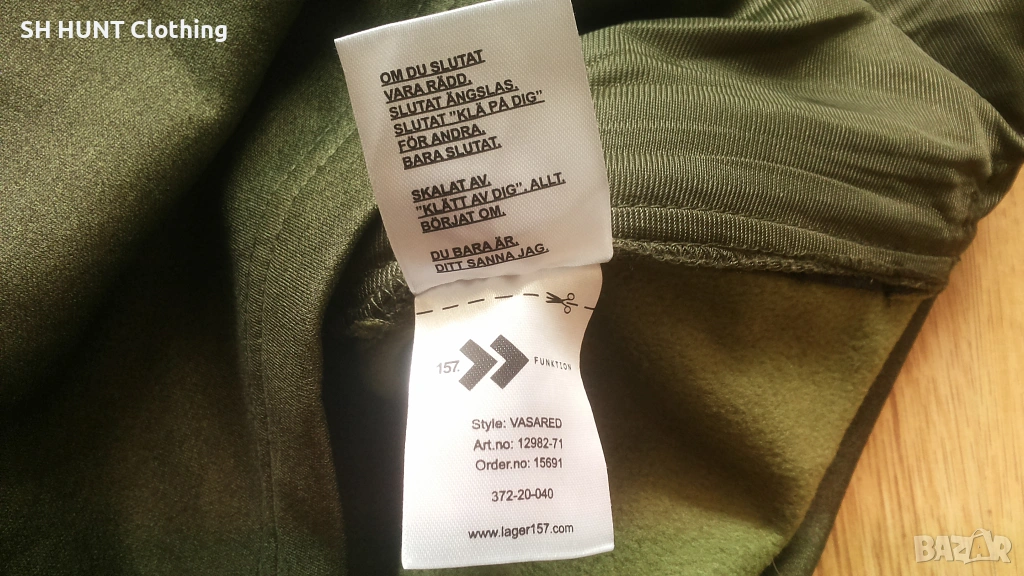 SH HUNT Clothing
OM DU SLUTAT
VARA RÄDD.
SLUTAT ÄNGSLAS.
SLUTAT "KLÄ PÅ DIG"
FÖR ANDRA.
BARA SLUTAT.
SKALAT AV.
"KLÄTT AV DIG". ALLT.
BÖRJAT OM.
DU BARA ÄR.
DITT SANNA JAG.
157. FUNKTION
Style: VASARED
Art.no: 12982-71
Order.no: 15691
372-20-040
www.lager157.com
BAZAR